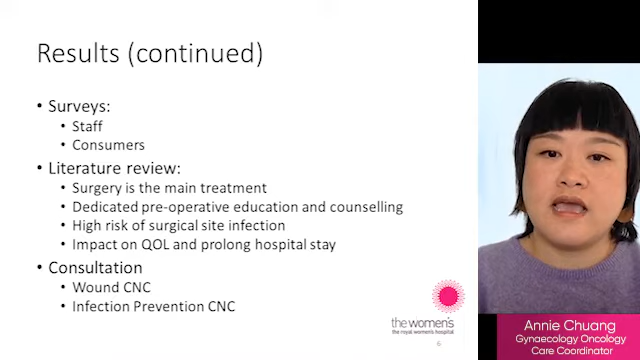 Results (continued)
• Surveys:
• Staff
• Consumers
• Literature review:
• Surgery is the main treatment
• Dedicated pre-operative education and counselling
• High risk of surgical site infection
• Impact on QOL and prolong hospital stay
• Consultation
• Wound CNC
• Infection Prevention CNC
the women's
the royal women's hospital
6
Annie Chuang
Gynaecology Oncology
Care Coordinator